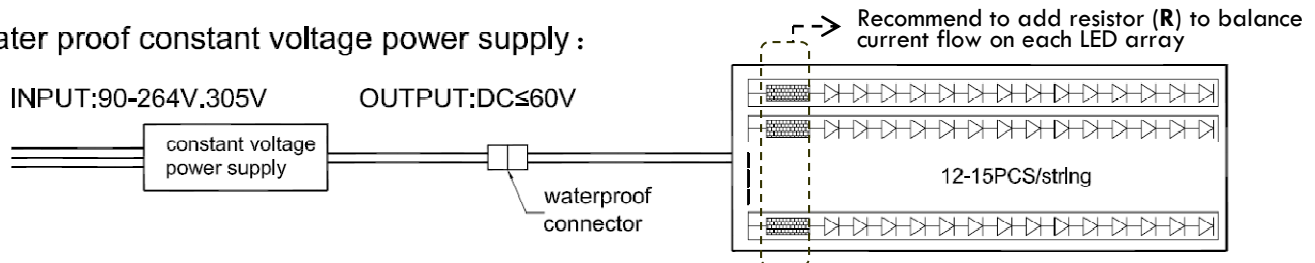 ater proof constant voltage power supply :
Recommend to add resistor (R) to balance
current flow on each LED array
INPUT:90-264V.305V
OUTPUT:DC≤60V
constant voltage
power supply
waterproof
connector
12-15PCS/string